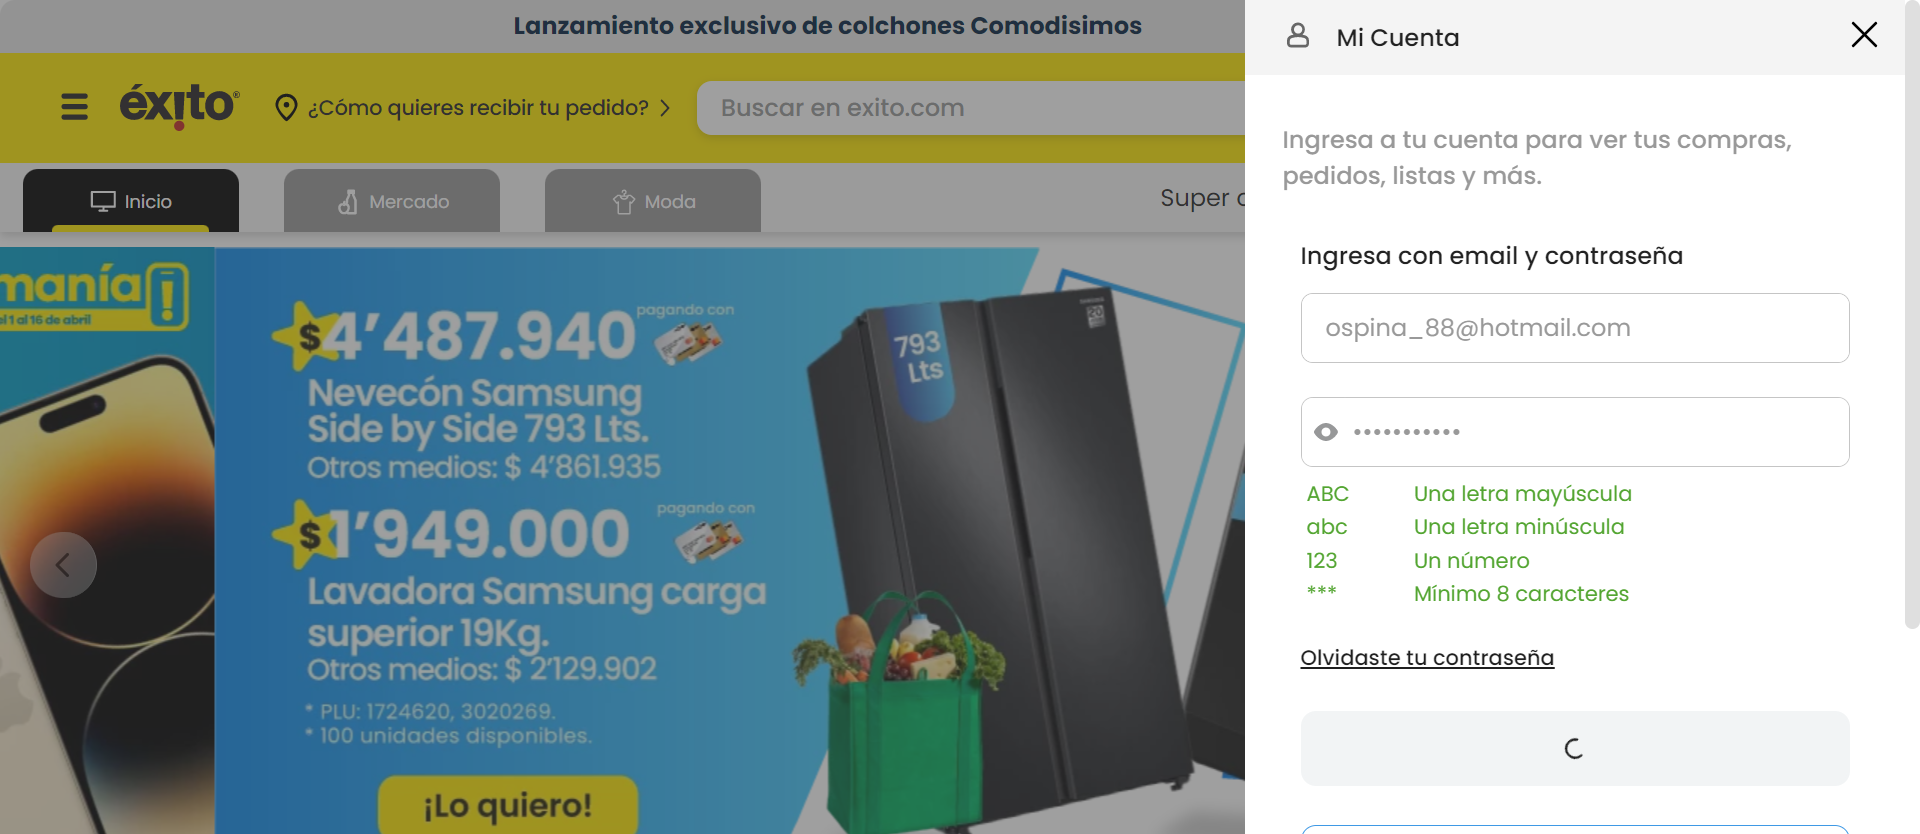 Lanzamiento exclusivo de colchones Comodisimos
éxito®
¿Cómo quieres recibir tu pedido?
Buscar en exito.com
Inicio
Mercado
Moda
Super
manía
el 1 al 16 de abril
$4'487.940
pagando con
Nevecón Samsung
Side by Side 793 Lts.
Otros medios: $ 4'861.935
$1'949.000
pagando con
Lavadora Samsung carga
superior 19Kg.
Otros medios: $ 2'129.902
* PLU: 1724620, 3020269.
* 100 unidades disponibles.
¡Lo quiero!
793
Lts
20
Mi Cuenta
Ingresa a tu cuenta para ver tus compras,
pedidos, listas y más.
Ingresa con email y contraseña
ospina_88@hotmail.com
•••••••••••
ABC Una letra mayúscula
abc Una letra minúscula
123 Un número
*** Mínimo 8 caracteres
Olvidaste tu contraseña